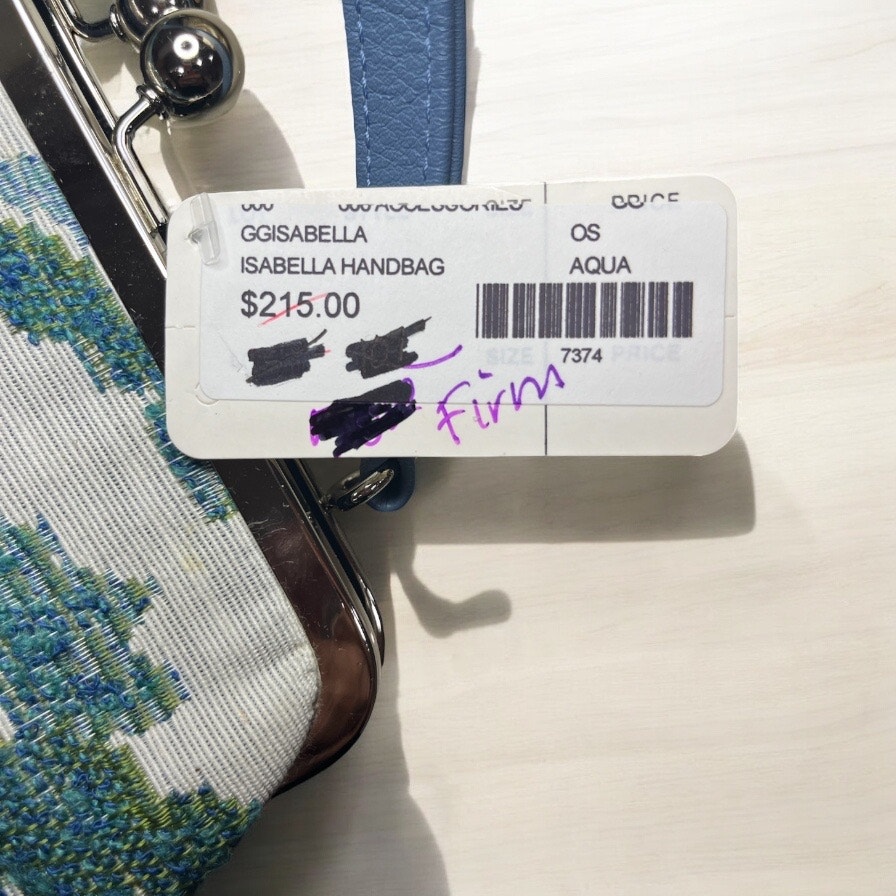 GGISABELLA OS
ISABELLA HANDBAG AQUA
$215.00
SIZE 7374 PRICE
Firm